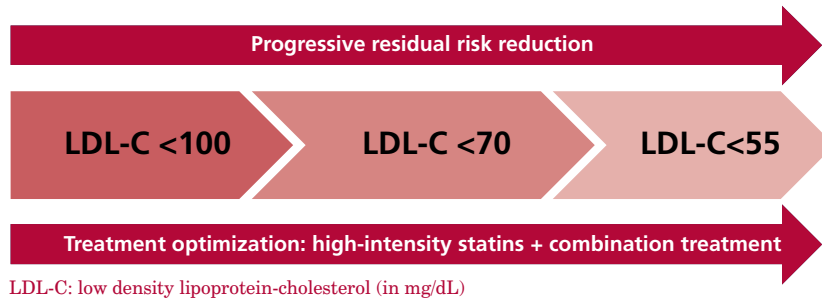 Progressive residual risk reduction
LDL-C <100
LDL-C <70
LDL-C<55
Treatment optimization: high-intensity statins + combination treatment
LDL-C: low density lipoprotein-cholesterol (in mg/dL)